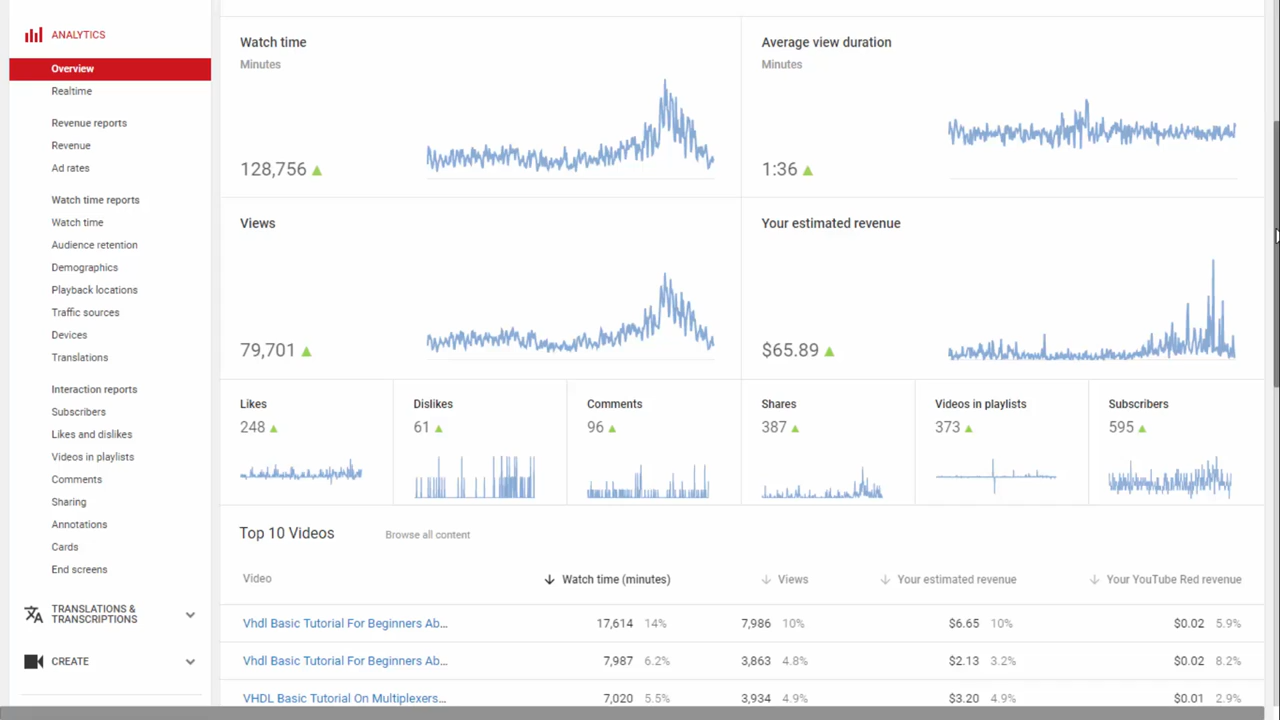 ANALYTICS
Overview
Realtime
Revenue reports
Revenue
Ad rates
Watch time reports
Watch time
Audience retention
Demographics
Playback locations
Traffic sources
Devices
Translations
Interaction reports
Subscribers
Likes and dislikes
Videos in playlists
Comments
Sharing
Annotations
Cards
End screens
TRANSLATIONS &
TRANSCRIPTIONS
CREATE
Watch time
Minutes
128,756
Average view duration
Minutes
1:36
Views
79,701
Your estimated revenue
$65.89
Likes
248
Dislikes
61
Comments
96
Shares
387
Videos in playlists
373
Subscribers
595
Top 10 Videos Browse all content
Video Watch time (minutes) Views Your estimated revenue Your YouTube Red revenue
Vhdl Basic Tutorial For Beginners Ab... 17,614 14% 7,986 10% $6.65 10% $0.02 5.9%
Vhdl Basic Tutorial For Beginners Ab... 7,987 6.2% 3,863 4.8% $2.13 3.2% $0.02 8.2%
VHDL Basic Tutorial On Multiplexers... 7,020 5.5% 3,934 4.9% $3.20 4.9% $0.01 2.9%